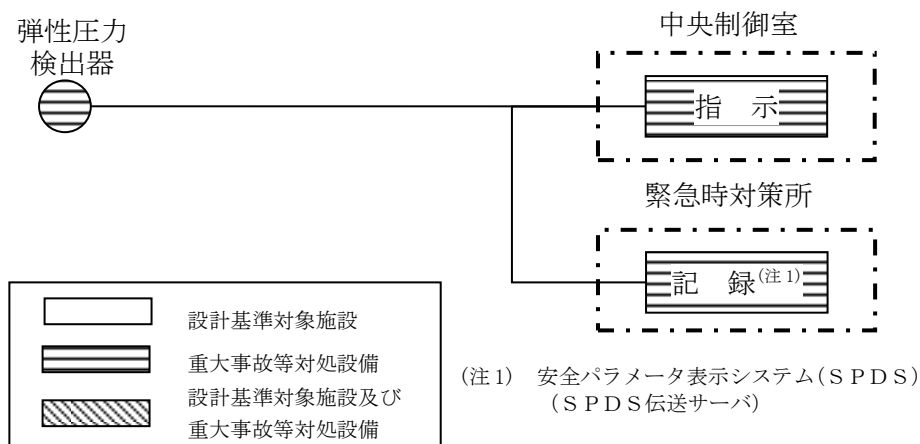 弾性圧力
検出器
中央制御室
指 示
緊急時対策所
記 録(注1)
設計基準対象施設
重大事故等対処設備
設計基準対象施設及び
重大事故等対処設備
(注1) 安全パラメータ表示システム(SPDS)
(SPDS伝送サーバ)